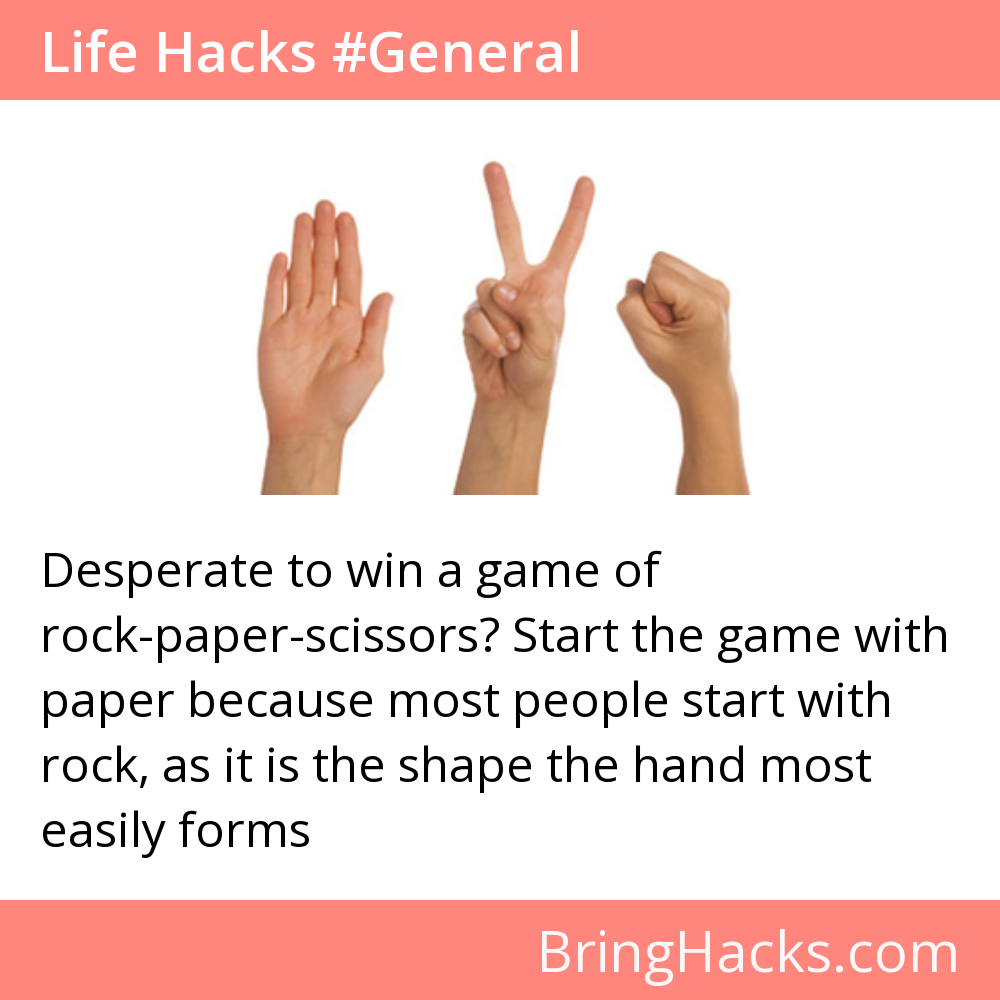 Life Hacks #General
Desperate to win a game of
rock-paper-scissors? Start the game with
paper because most people start with
rock, as it is the shape the hand most
easily forms
BringHacks.com